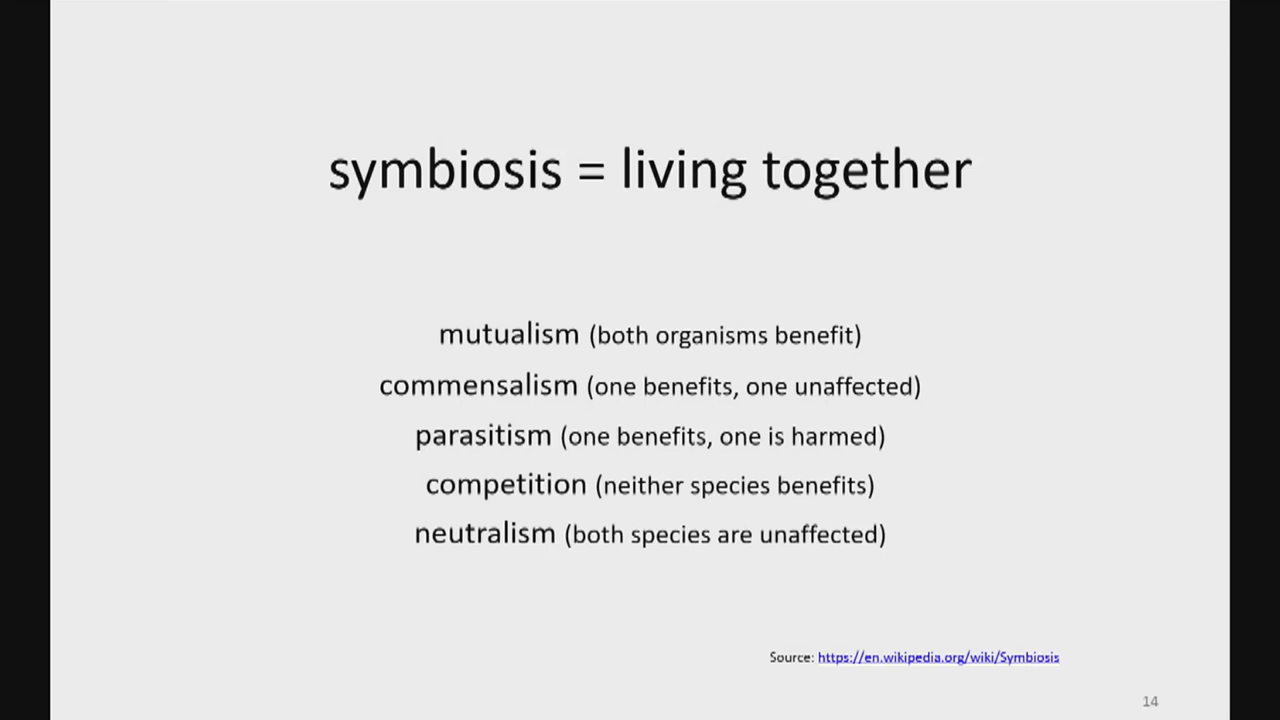 symbiosis = living together
mutualism (both organisms benefit)
commensalism (one benefits, one unaffected)
parasitism (one benefits, one is harmed)
competition (neither species benefits)
neutralism (both species are unaffected)
Source: https://en.wikipedia.org/wiki/Symbiosis
14